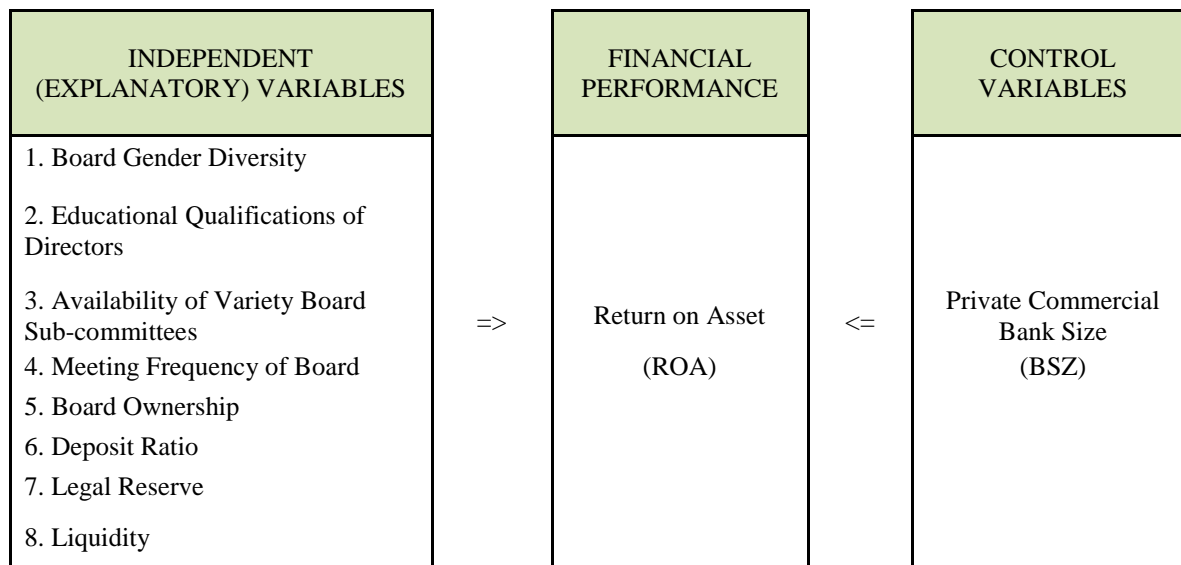 INDEPENDENT
(EXPLANATORY) VARIABLES
1. Board Gender Diversity
2. Educational Qualifications of
Directors
3. Availability of Variety Board
Sub-committees
4. Meeting Frequency of Board
5. Board Ownership
6. Deposit Ratio
7. Legal Reserve
8. Liquidity
=>
FINANCIAL
PERFORMANCE
Return on Asset
(ROA)
<=
CONTROL
VARIABLES
Private Commercial
Bank Size
(BSZ)